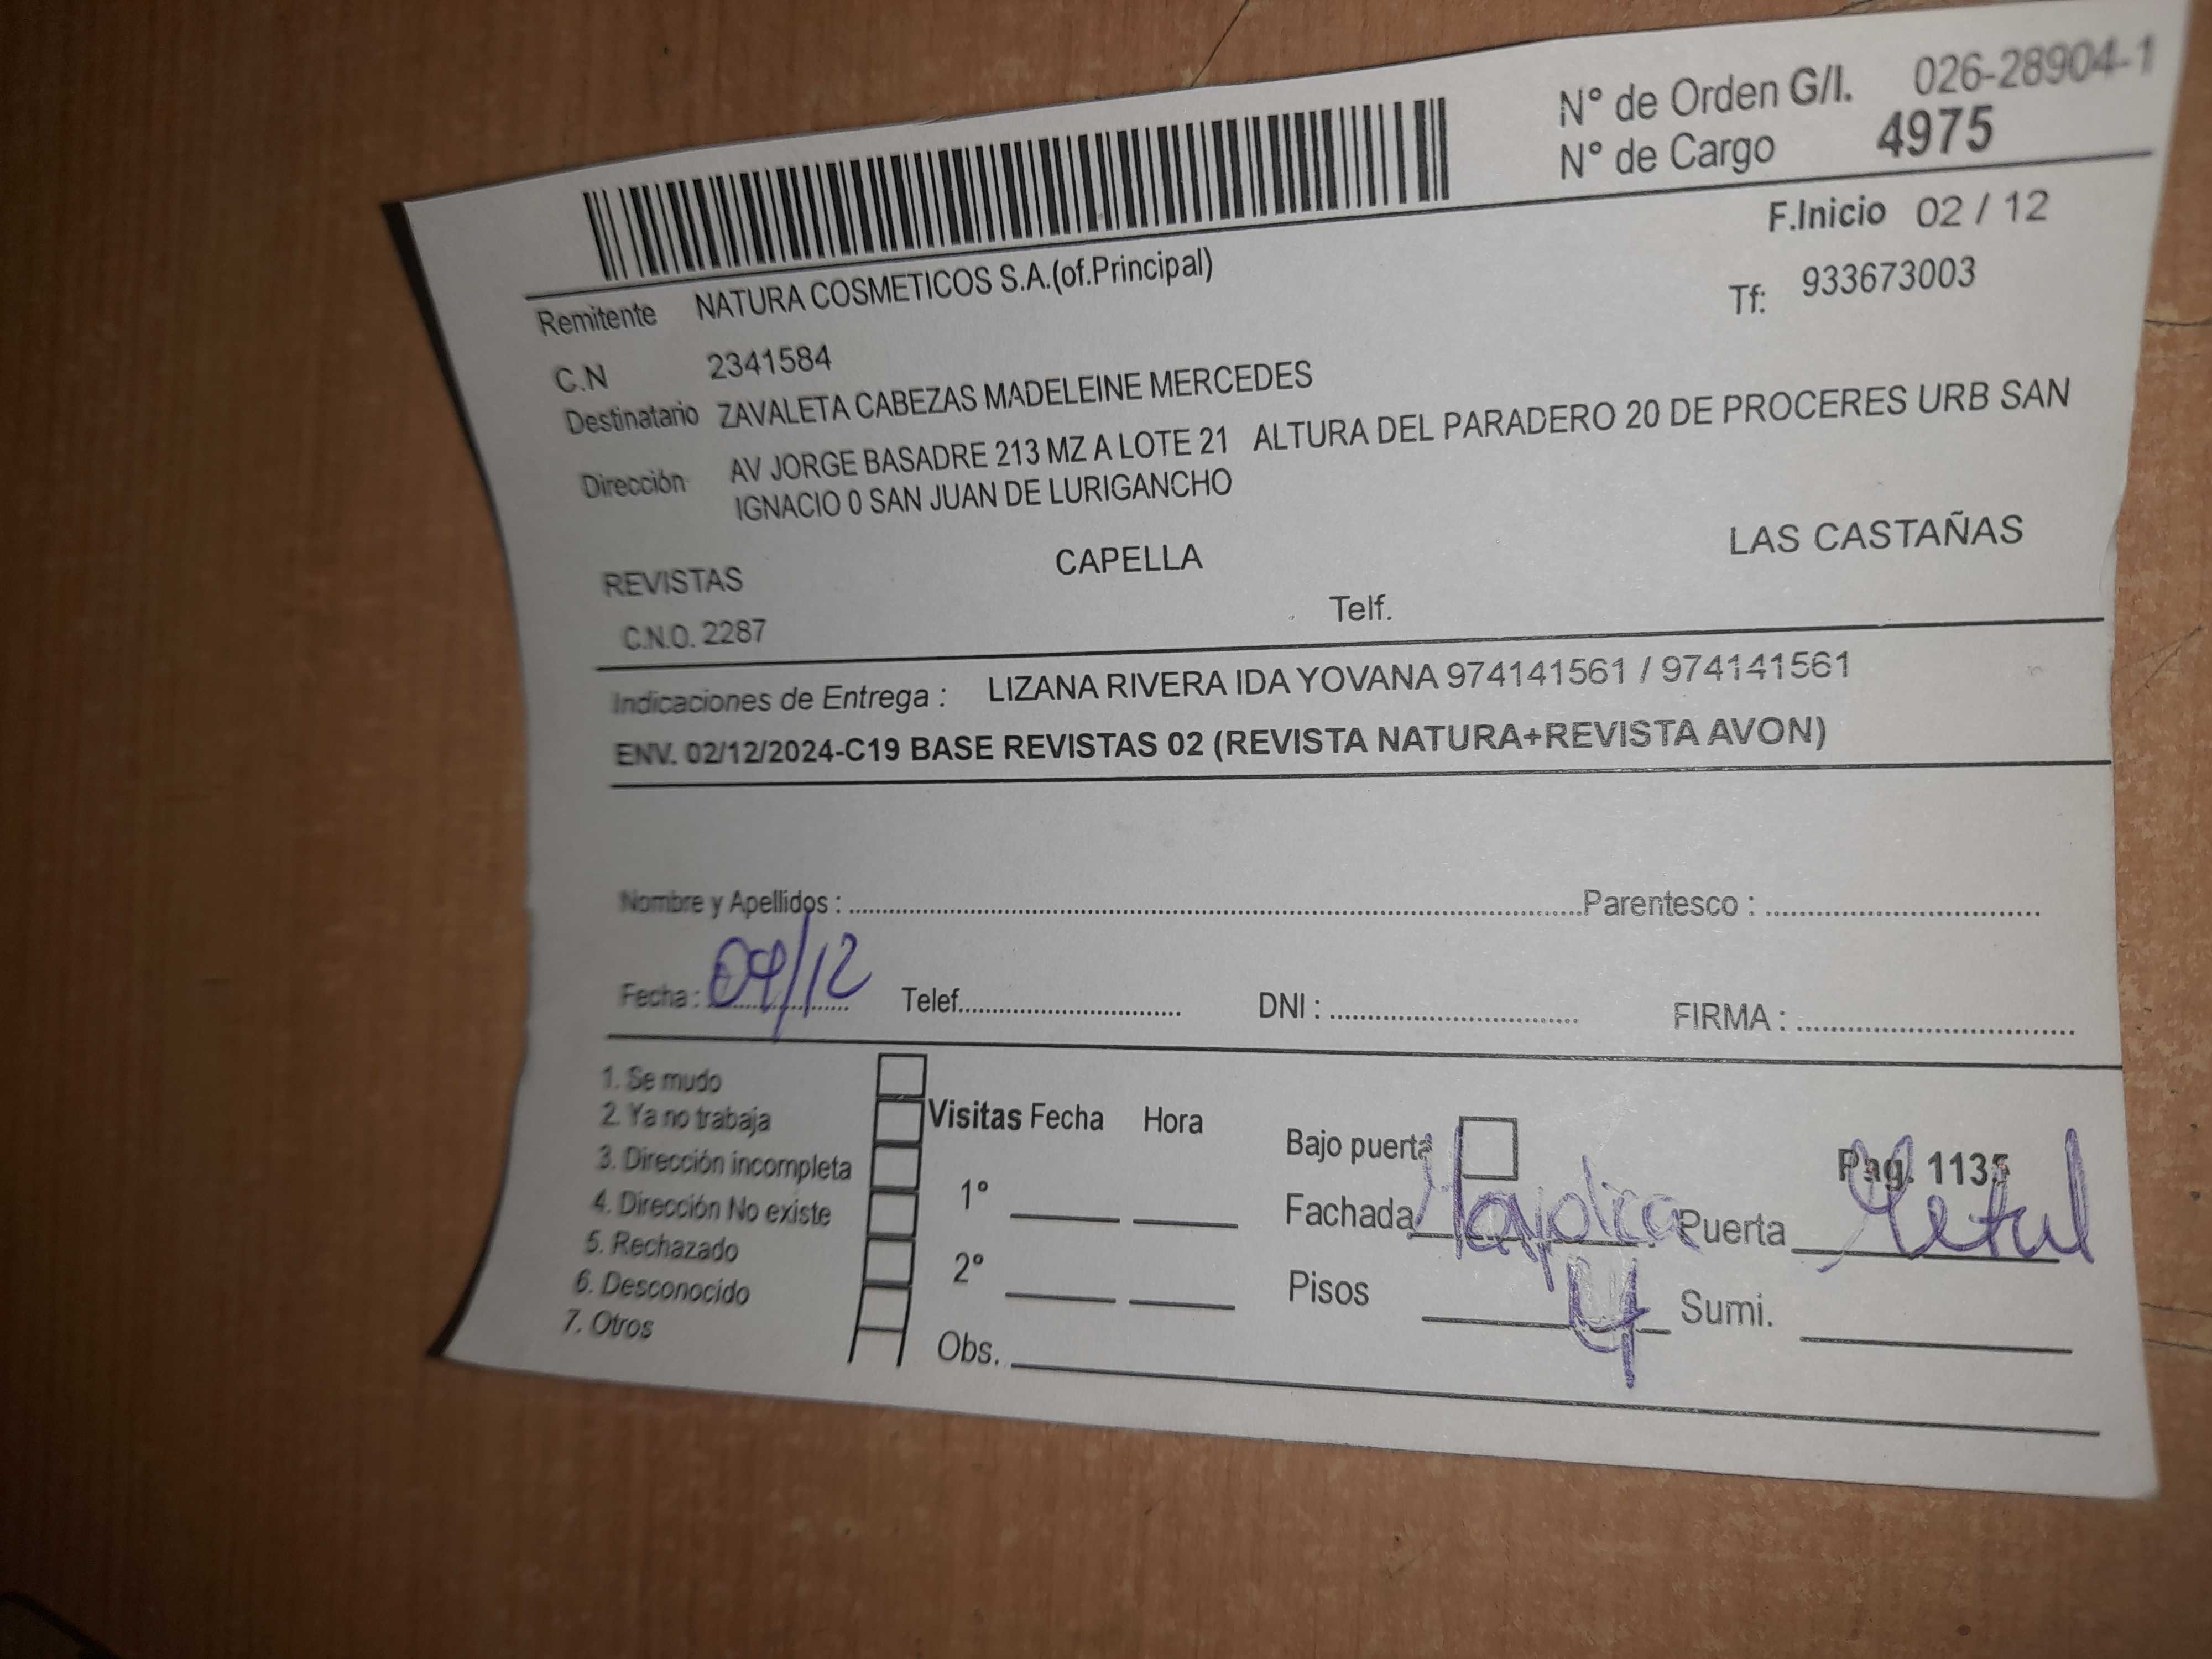 N° de Orden G/I. 026-28904-1
N° de Cargo 4975
F.Inicio 02 / 12
Remitente NATURA COSMETICOS S.A.(of.Principal)
Tf: 933673003
C.N 2341584
Destinatario ZAVALETA CABEZAS MADELEINE MERCEDES
Dirección AV JORGE BASADRE 213 MZ A LOTE 21 ALTURA DEL PARADERO 20 DE PROCERES URB SAN
IGNACIO 0 SAN JUAN DE LURIGANCHO
REVISTAS CAPELLA LAS CASTAÑAS
C.N.O. 2287 Telf.
Indicaciones de Entrega : LIZANA RIVERA IDA YOVANA 974141561 / 974141561
ENV. 02/12/2024-C19 BASE REVISTAS 02 (REVISTA NATURA+REVISTA AVON)
Nombre y Apellidos : Parentesco :
Fecha : 04/12 Telef. DNI : FIRMA :
1. Se mudo
2. Ya no trabaja
3. Dirección incompleta
4. Dirección No existe
5. Rechazado
6. Desconocido
7. Otros
Visitas Fecha Hora
1°
2°
Obs.
Bajo puerta Pag. 1135
Fachada Mayolica Puerta Metal
Pisos 4 Sumi.